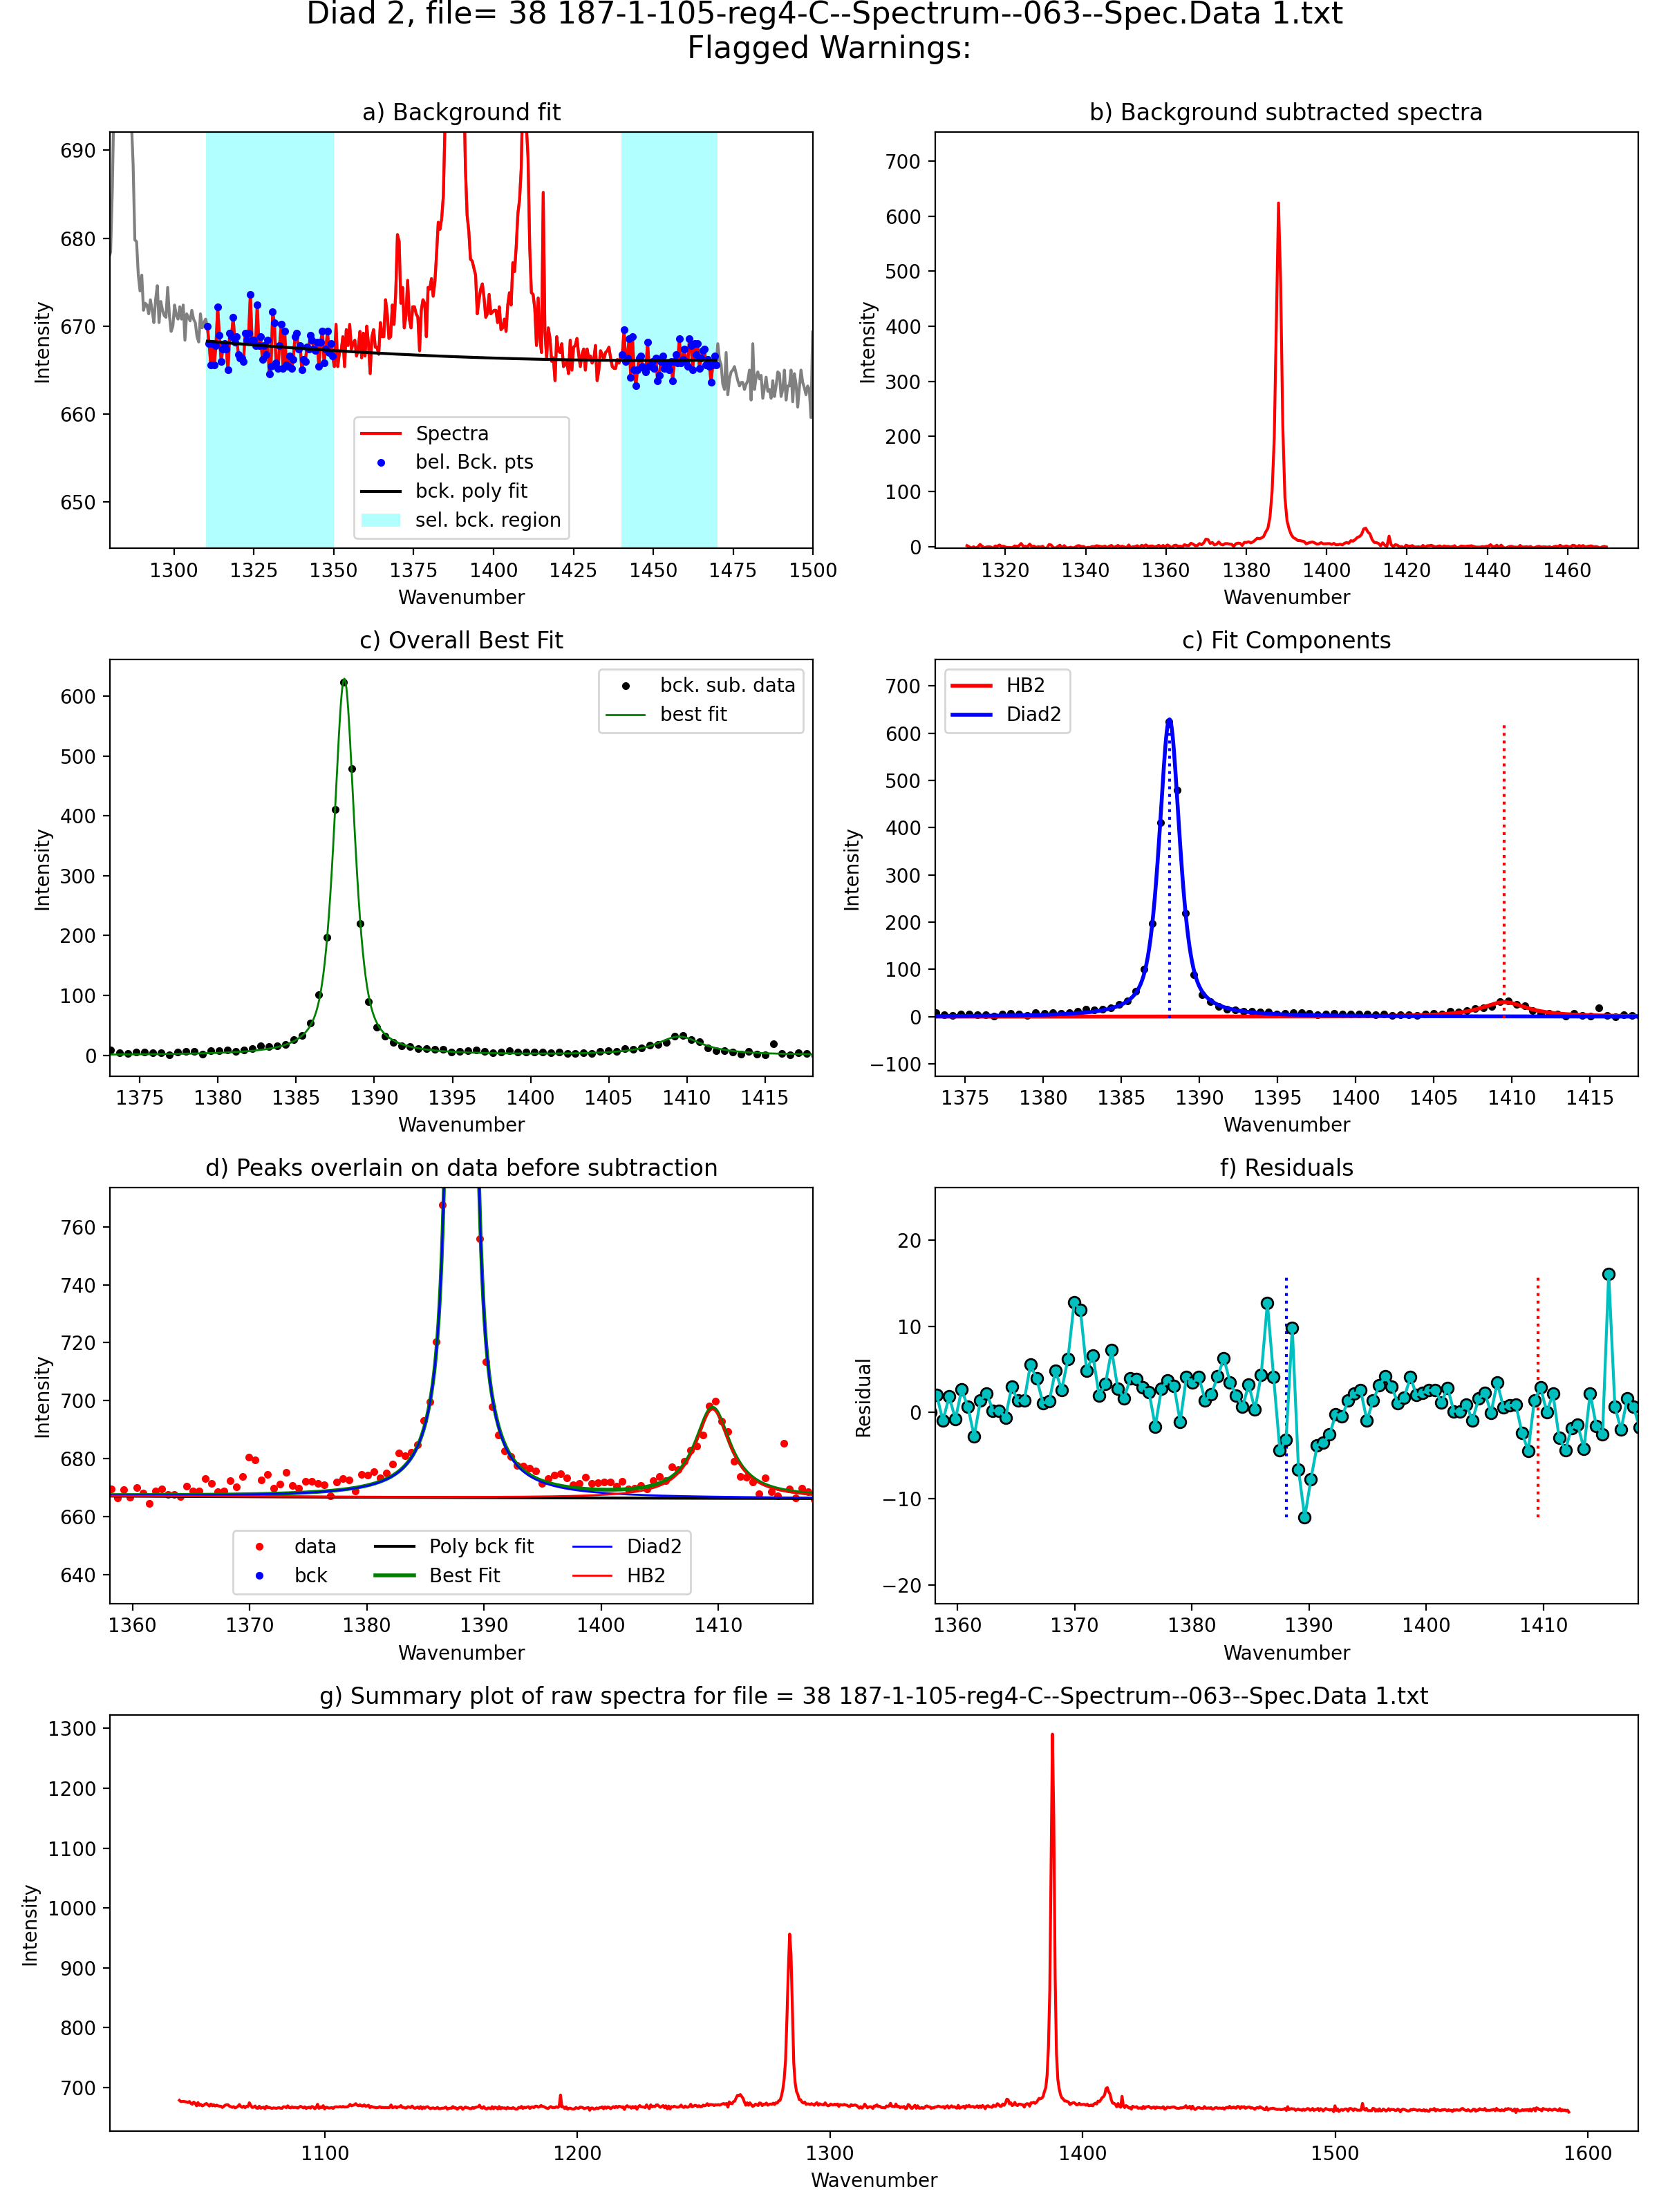 Diad 2, file= 38 187-1-105-reg4-C--Spectrum--063--Spec.Data 1.txt
Flagged Warnings:
a) Background fit
690
680
670
660
650
Intensity
Spectra
bel. Bck. pts
bck. poly fit
sel. bck. region
1300 1325 1350 1375 1400 1425 1450 1475 1500
Wavenumber
b) Background subtracted spectra
700
600
500
400
300
200
100
0
Intensity
1320 1340 1360 1380 1400 1420 1440 1460
Wavenumber
c) Overall Best Fit
600
500
400
300
200
100
0
Intensity
bck. sub. data
best fit
1375 1380 1385 1390 1395 1400 1405 1410 1415
Wavenumber
c) Fit Components
700
600
500
400
300
200
100
0
−100
Intensity
HB2
Diad2
1375 1380 1385 1390 1395 1400 1405 1410 1415
Wavenumber
d) Peaks overlain on data before subtraction
760
740
720
700
680
660
640
Intensity
data Poly bck fit Diad2
bck Best Fit HB2
1360 1370 1380 1390 1400 1410
Wavenumber
f) Residuals
20
10
0
−10
−20
Residual
1360 1370 1380 1390 1400 1410
Wavenumber
g) Summary plot of raw spectra for file = 38 187-1-105-reg4-C--Spectrum--063--Spec.Data 1.txt
1300
1200
1100
1000
900
800
700
Intensity
1100 1200 1300 1400 1500 1600
Wavenumber